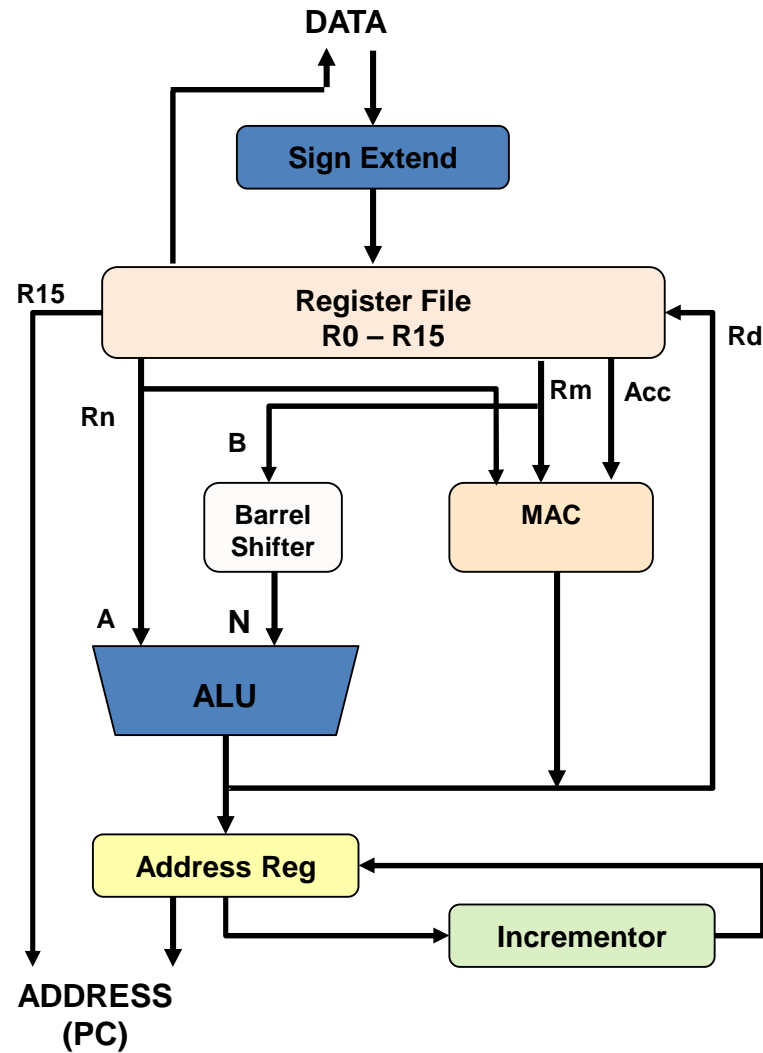 DATA
Sign Extend
R15
Register File
R0 – R15
Rd
Rn
Rm
Acc
B
Barrel
Shifter
MAC
A
N
ALU
Address Reg
Incrementor
ADDRESS
(PC)